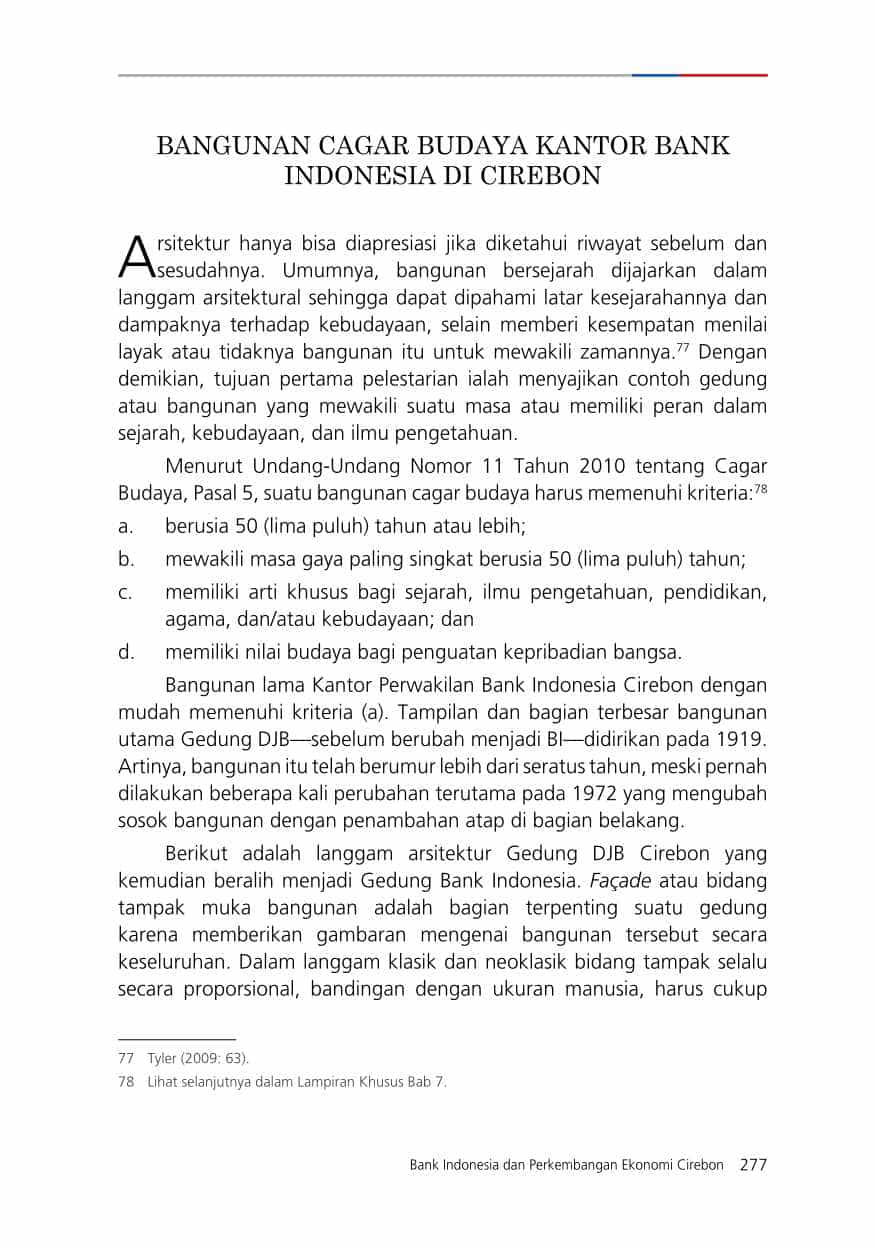 BANGUNAN CAGAR BUDAYA KANTOR BANK
INDONESIA DI CIREBON
Arsitektur hanya bisa diapresiasi jika diketahui riwayat sebelum dan
sesudahnya. Umumnya, bangunan bersejarah dijajarkan dalam
langgam arsitektural sehingga dapat dipahami latar kesejarahannya dan
dampaknya terhadap kebudayaan, selain memberi kesempatan menilai
layak atau tidaknya bangunan itu untuk mewakili zamannya.77 Dengan
demikian, tujuan pertama pelestarian ialah menyajikan contoh gedung
atau bangunan yang mewakili suatu masa atau memiliki peran dalam
sejarah, kebudayaan, dan ilmu pengetahuan.
Menurut Undang-Undang Nomor 11 Tahun 2010 tentang Cagar
Budaya, Pasal 5, suatu bangunan cagar budaya harus memenuhi kriteria:78
a. berusia 50 (lima puluh) tahun atau lebih;
b. mewakili masa gaya paling singkat berusia 50 (lima puluh) tahun;
c. memiliki arti khusus bagi sejarah, ilmu pengetahuan, pendidikan,
agama, dan/atau kebudayaan; dan
d. memiliki nilai budaya bagi penguatan kepribadian bangsa.
Bangunan lama Kantor Perwakilan Bank Indonesia Cirebon dengan
mudah memenuhi kriteria (a). Tampilan dan bagian terbesar bangunan
utama Gedung DJB—sebelum berubah menjadi BI—didirikan pada 1919.
Artinya, bangunan itu telah berumur lebih dari seratus tahun, meski pernah
dilakukan beberapa kali perubahan terutama pada 1972 yang mengubah
sosok bangunan dengan penambahan atap di bagian belakang.
Berikut adalah langgam arsitektur Gedung DJB Cirebon yang
kemudian beralih menjadi Gedung Bank Indonesia. Façade atau bidang
tampak muka bangunan adalah bagian terpenting suatu gedung
karena memberikan gambaran mengenai bangunan tersebut secara
keseluruhan. Dalam langgam klasik dan neoklasik bidang tampak selalu
secara proporsional, bandingan dengan ukuran manusia, harus cukup
77 Tyler (2009: 63).
78 Lihat selanjutnya dalam Lampiran Khusus Bab 7.
Bank Indonesia dan Perkembangan Ekonomi Cirebon 277